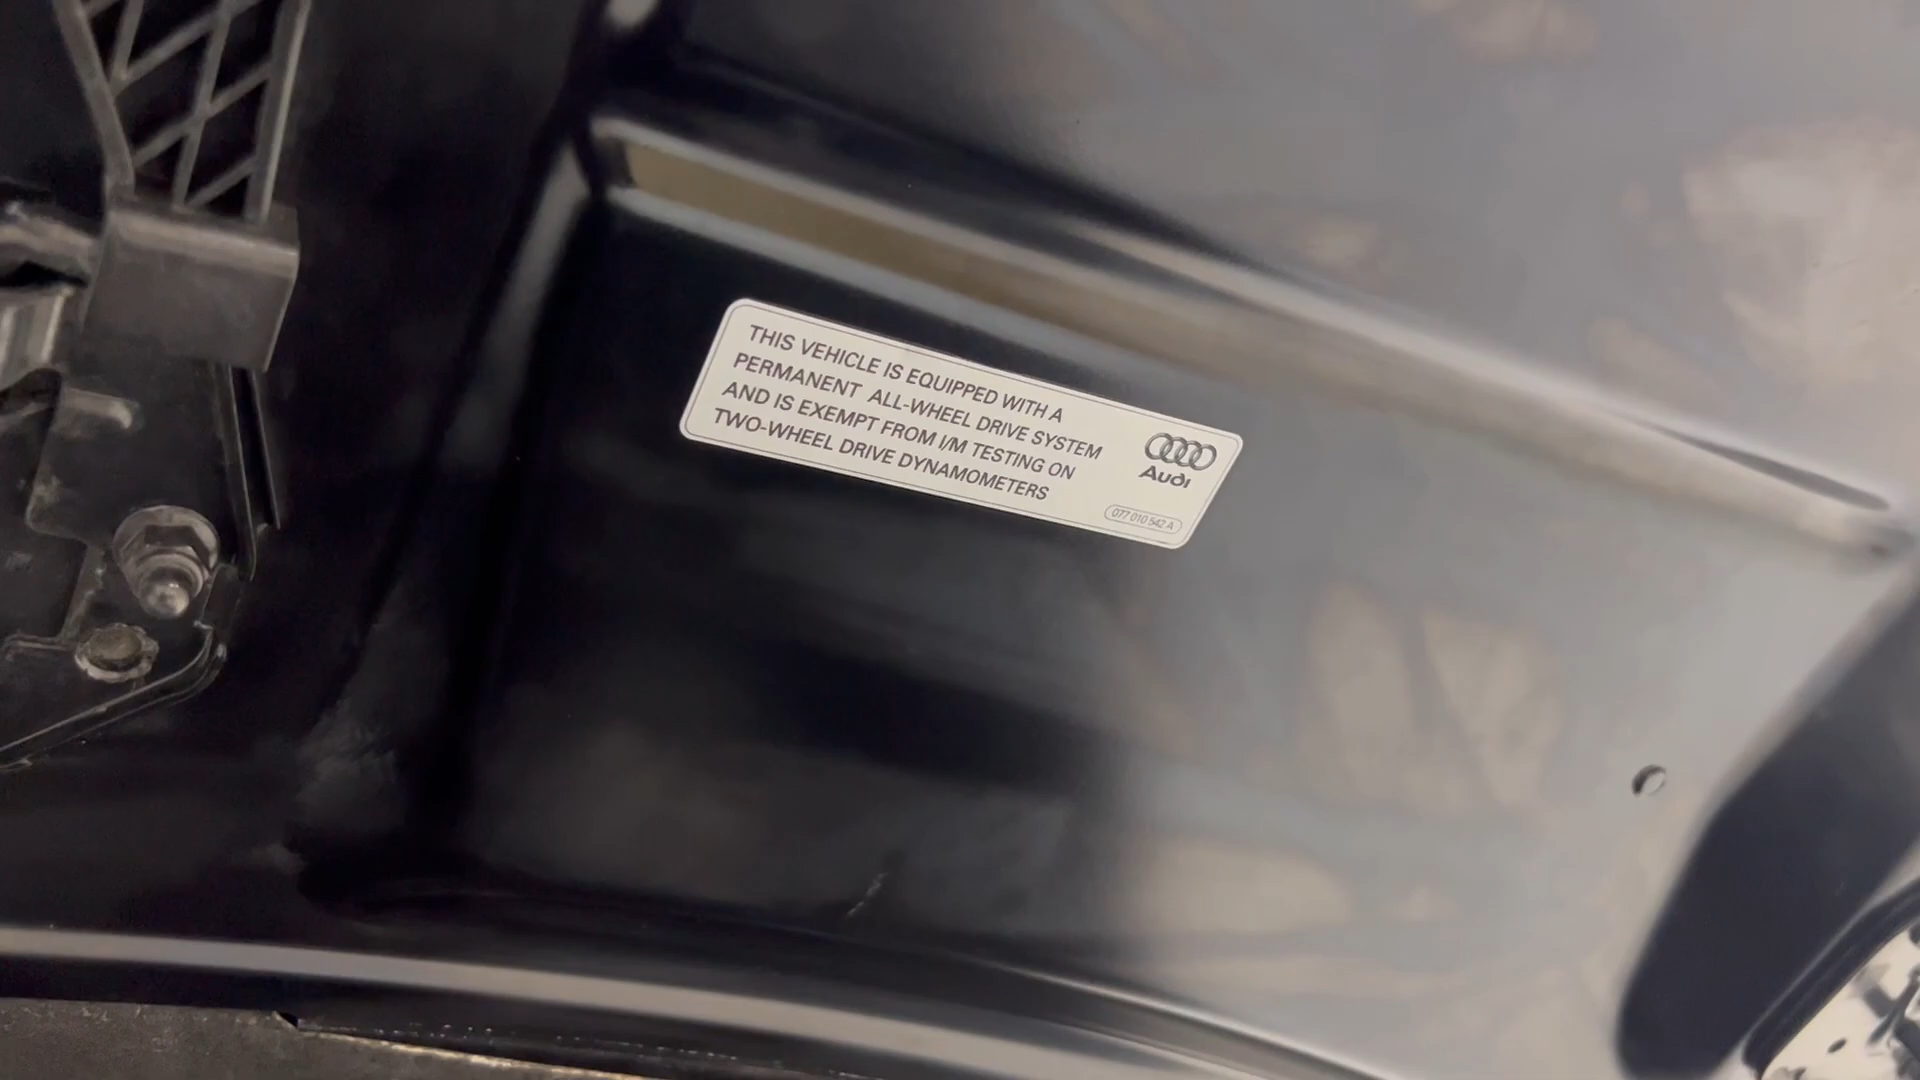 THIS VEHICLE IS EQUIPPED WITH A
PERMANENT ALL-WHEEL DRIVE SYSTEM
AND IS EXEMPT FROM I/M TESTING ON
TWO-WHEEL DRIVE DYNAMOMETERS
Audi
077 010 542 A